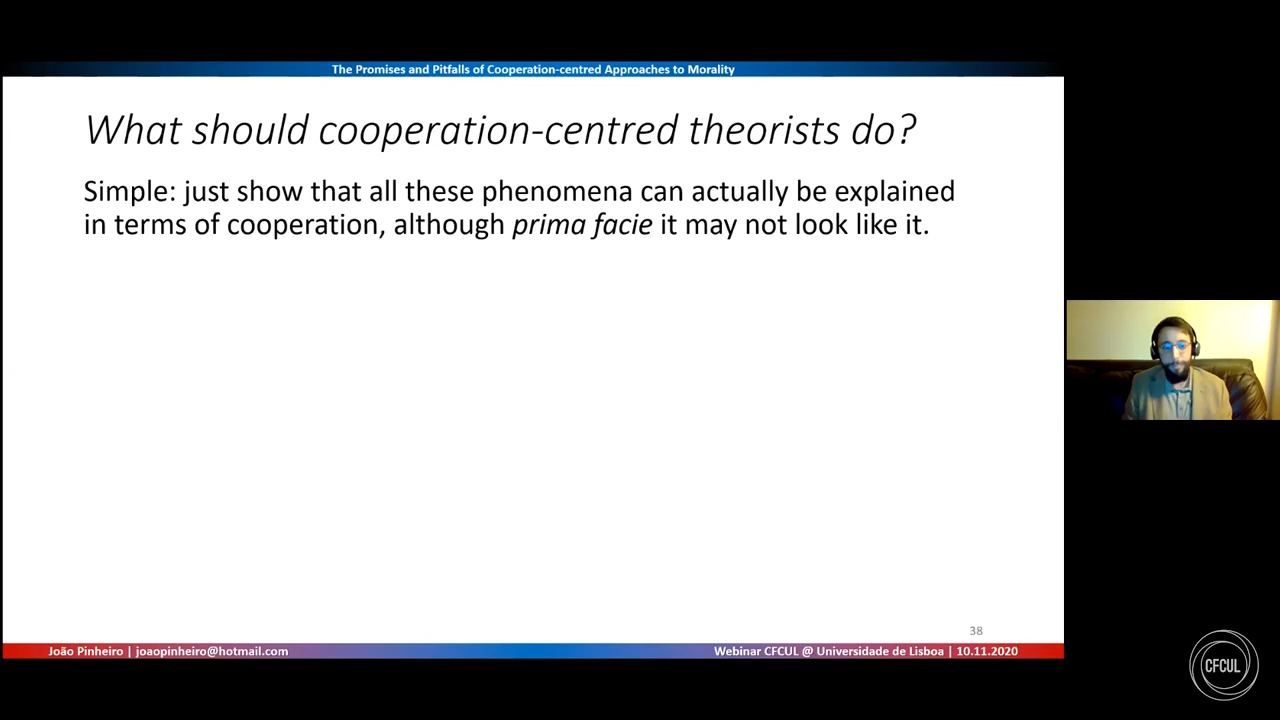 The Promises and Pitfalls of Cooperation-centred Approaches to Morality
What should cooperation-centred theorists do?
Simple: just show that all these phenomena can actually be explained
in terms of cooperation, although prima facie it may not look like it.
38
João Pinheiro | joaopinheiro@hotmail.com
Webinar CFCUL @ Universidade de Lisboa | 10.11.2020
CFCUL